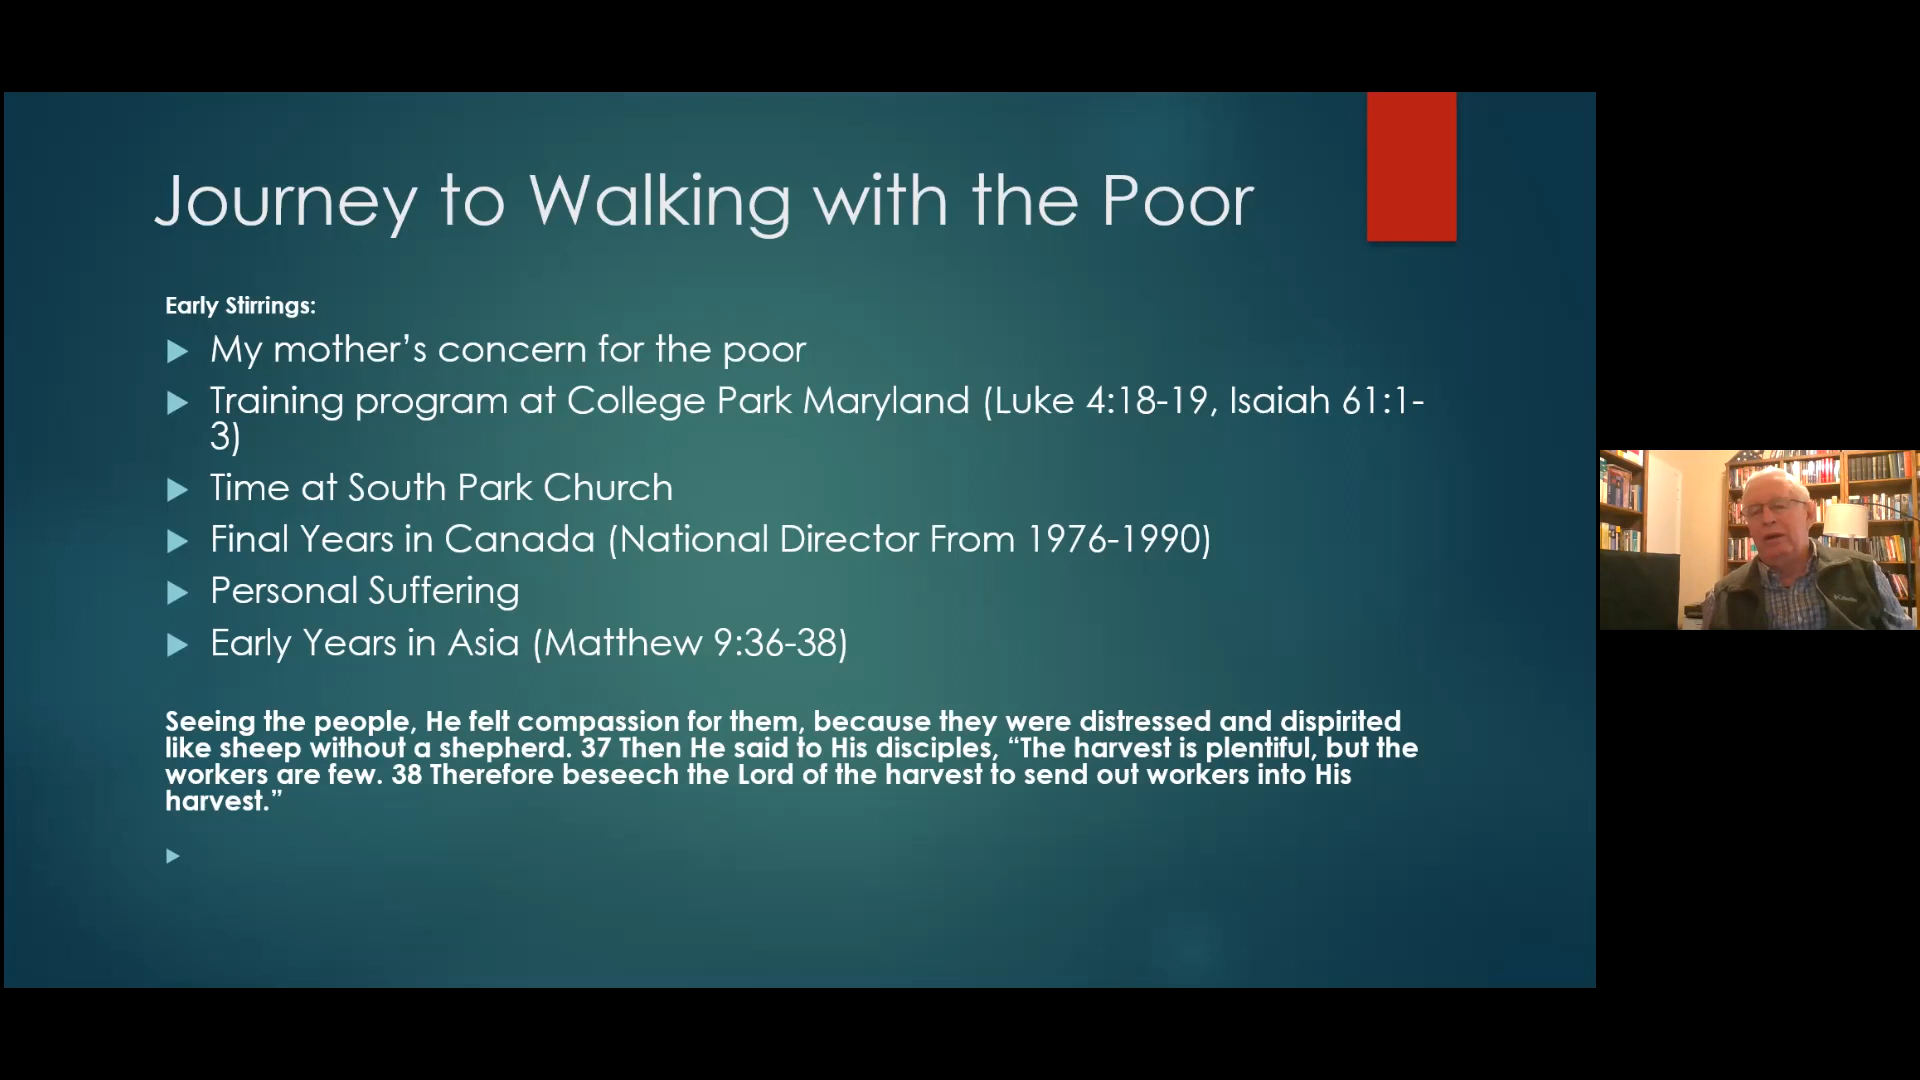 Journey to Walking with the Poor
Early Stirrings:
My mother’s concern for the poor
Training program at College Park Maryland (Luke 4:18-19, Isaiah 61:1-
3)
Time at South Park Church
Final Years in Canada (National Director From 1976-1990)
Personal Suffering
Early Years in Asia (Matthew 9:36-38)
Seeing the people, He felt compassion for them, because they were distressed and dispirited
like sheep without a shepherd. 37 Then He said to His disciples, “The harvest is plentiful, but the
workers are few. 38 Therefore beseech the Lord of the harvest to send out workers into His
harvest.”